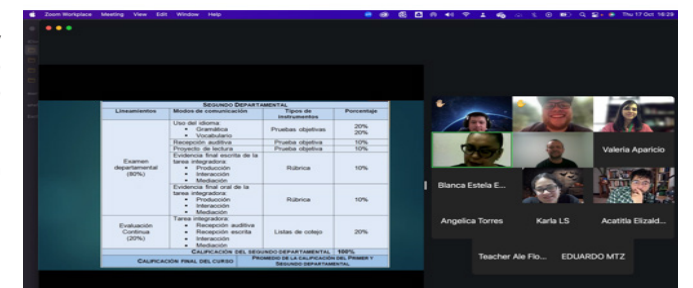 Zoom Workplace Meeting View Edit Window Help
Thu 17 Oct 16:29
SEGUNDO DEPARTAMENTAL
Lineamientos Modos de comunicación Tipos de instrumentos Porcentaje
Examen departamental (80%)
Uso del idioma:
• Gramática
• Vocabulario
Pruebas objetivas
20%
20%
Recepción auditiva Prueba objetiva 10%
Proyecto de lectura Prueba objetiva 10%
Evidencia final escrita de la tarea integradora:
• Producción
• Interacción
• Mediación
Rúbrica
10%
Evidencia final oral de la tarea integradora:
• Producción
• Interacción
• Mediación
Rúbrica
10%
Evaluación Continua (20%)
Tarea integradora:
• Recepción auditiva
• Recepción escrita
• Interacción
• Mediación
Listas de cotejo
20%
CALIFICACIÓN DEL SEGUNDO DEPARTAMENTAL 100%
CALIFICACIÓN FINAL DEL CURSO
PROMEDIO DE LA CALIFICACIÓN DEL PRIMER Y SEGUNDO DEPARTAMENTAL
Valeria Aparicio
Blanca Estela E...
Angelica Torres
Karla LS
Acatitla Elizald...
Teacher Ale Flo...
EDUARDO MTZ